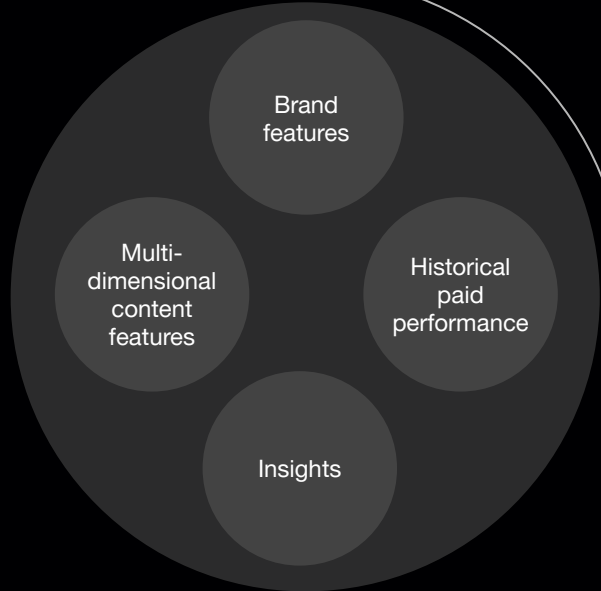 Brand
features
Multi-
dimensional
content
features
Historical
paid
performance
Insights